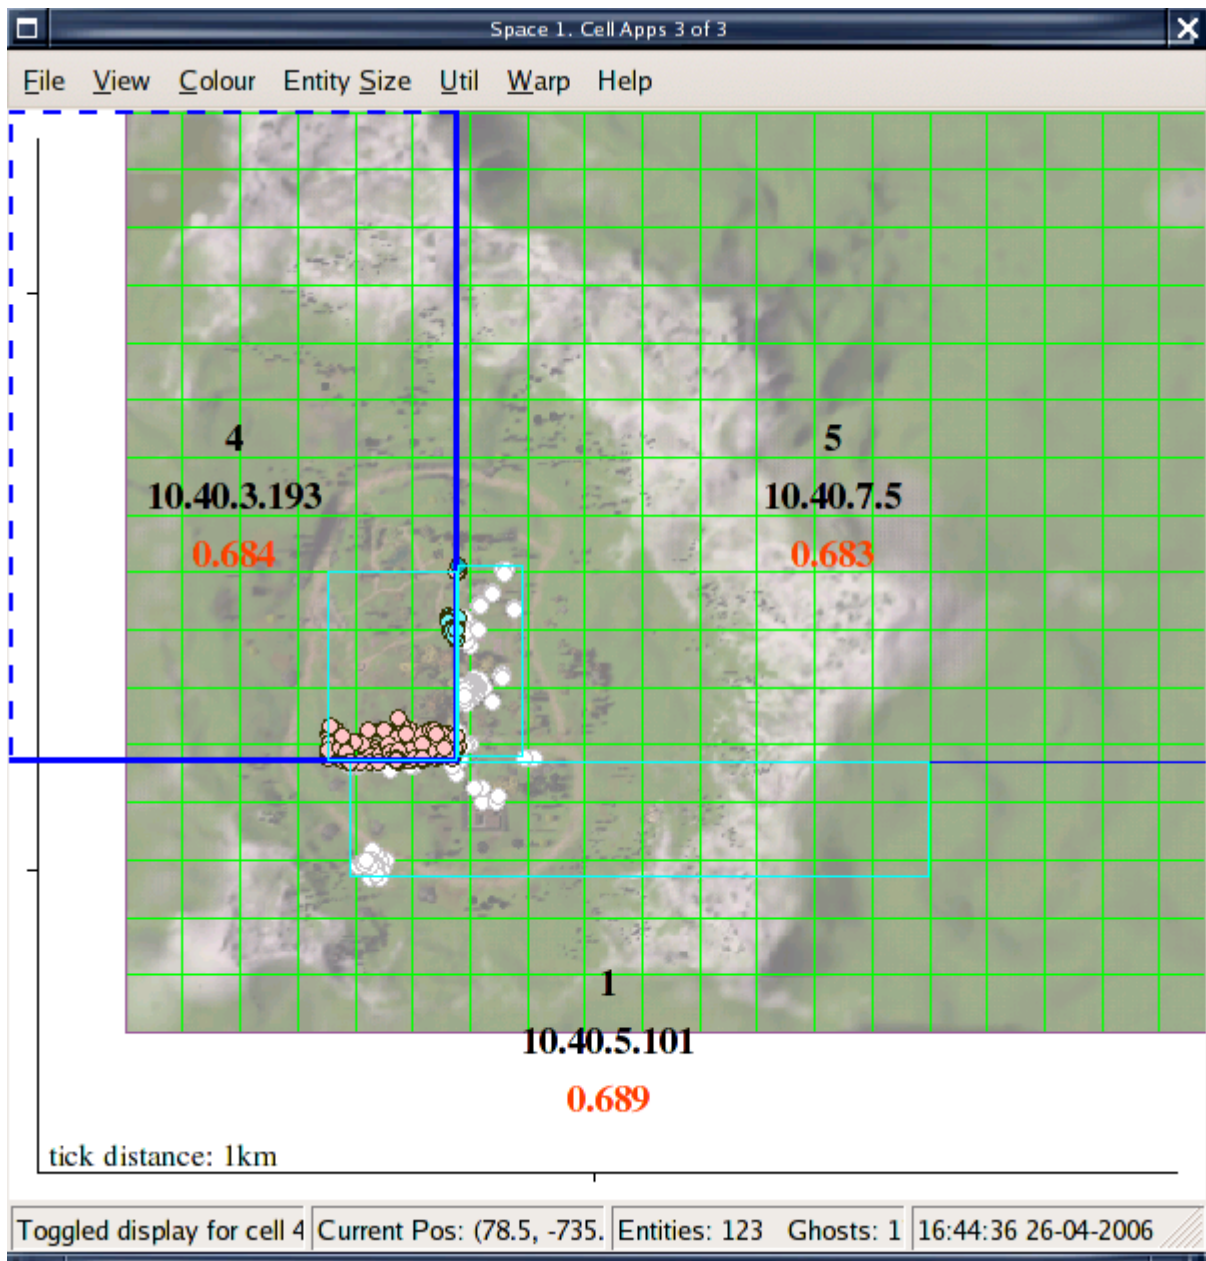 Space 1. Cell Apps 3 of 3
File View Colour Entity Size Util Warp Help
4
10.40.3.193
0.684
5
10.40.7.5
0.683
1
10.40.5.101
0.689
tick distance: 1km
Toggled display for cell 4 Current Pos: (78.5, -735. Entities: 123 Ghosts: 1 16:44:36 26-04-2006